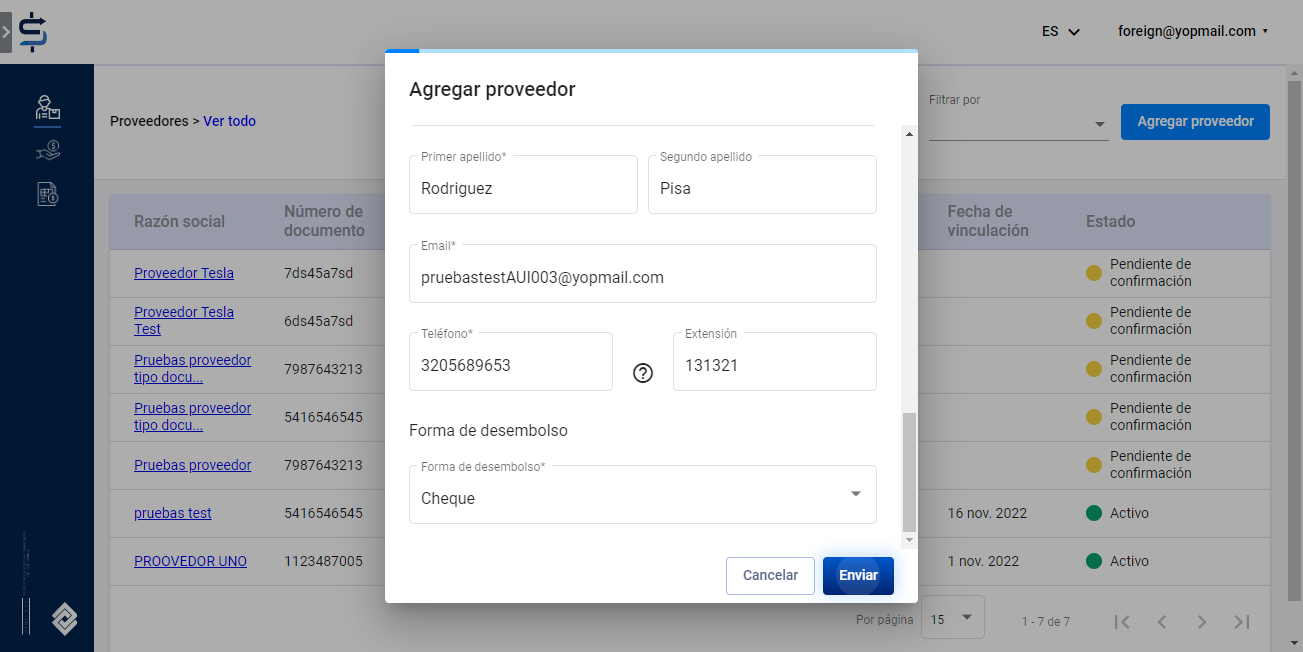 ES
foreign@yopmail.com
Agregar proveedor
Proveedores > Ver todo
Filtrar por
Agregar proveedor
Primer apellido*
Rodriguez
Segundo apellido
Pisa
Email*
pruebastestAUI003@yopmail.com
Teléfono*
3205689653
Extensión
131321
Forma de desembolso
Forma de desembolso*
Cheque
Cancelar
Enviar
Razón social
Número de
documento
Fecha de
vinculación
Estado
Proveedor Tesla
7ds45a7sd
Pendiente de
confirmación
Proveedor Tesla
Test
6ds45a7sd
Pendiente de
confirmación
Pruebas proveedor
tipo docu...
7987643213
Pendiente de
confirmación
Pruebas proveedor
tipo docu...
5416546545
Pendiente de
confirmación
Pruebas proveedor
7987643213
Pendiente de
confirmación
pruebas test
5416546545
16 nov. 2022
Activo
PROOVEDOR UNO
1123487005
1 nov. 2022
Activo
Por página
15
1 - 7 de 7